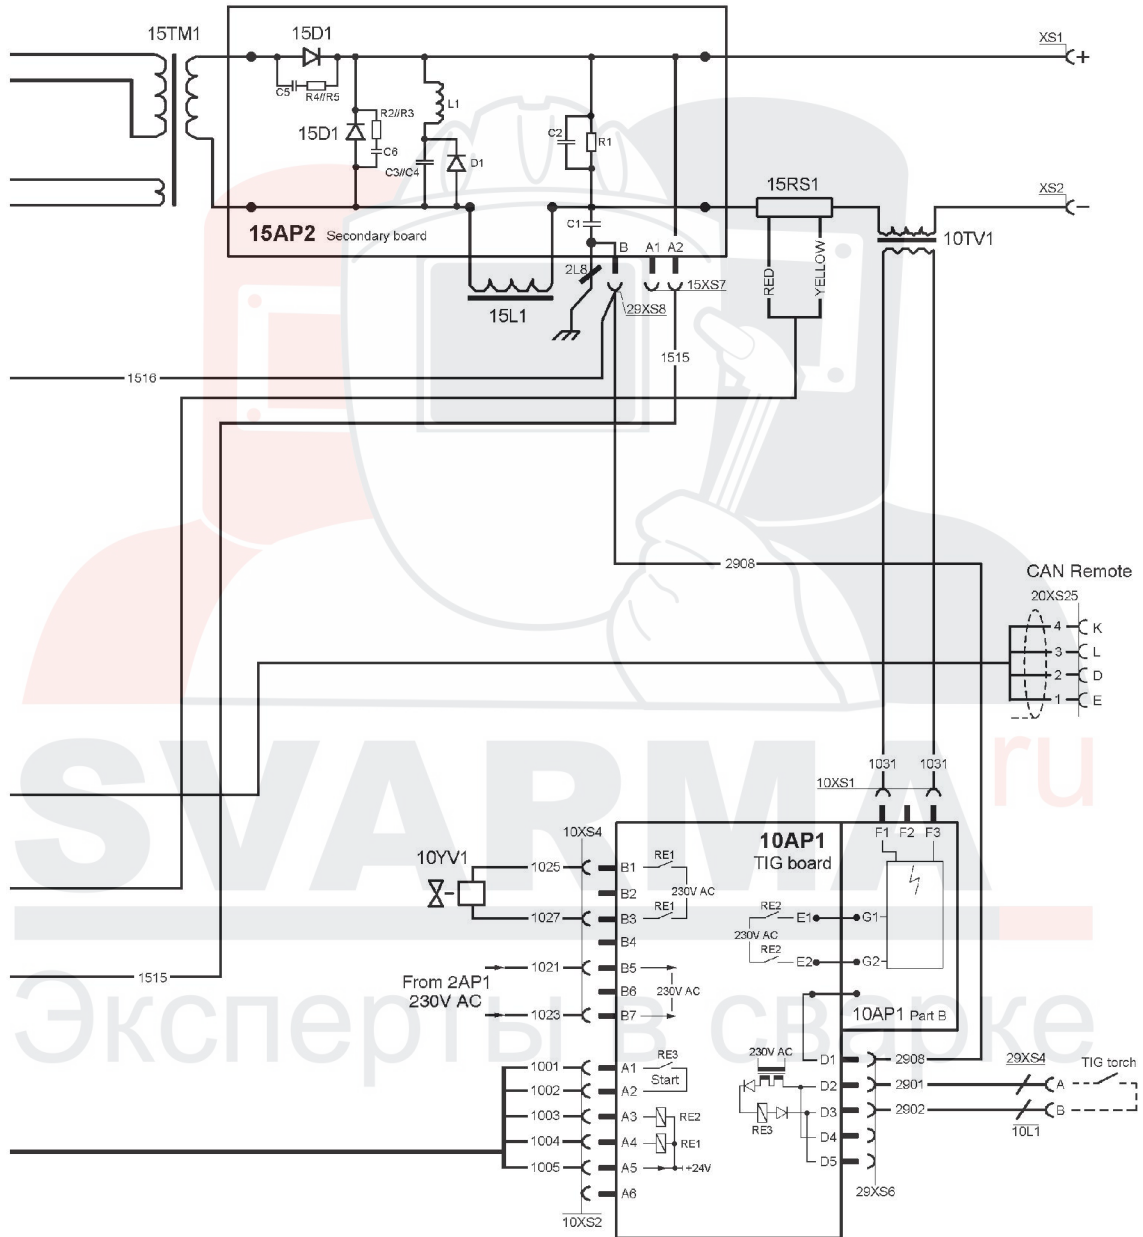 15TM1
15D1
XS1
+
C5
R4//R5
L1
R2//R3
15D1
C6
C3//C4
D1
C2
R1
15RS1
XS2
−
15AP2 Secondary board
C1
10TV1
B A1 A2
2L8
15XS7
RED
YELLOW
15L1
29XS8
1516
1515
2908
CAN Remote
20XS25
4 K
3 L
2 D
1 E
SVARMA ru
1031 1031
10XS1
10XS4
10AP1
TIG board
F1 F2 F3
10YV1
1025 B1 RE1
230V AC
B2
1027 B3 RE1
RE2 E1 G1
230V AC
B4
RE2 E2 G2
1515
From 2AP1
230V AC
1021 B5
B6 230V AC
1023 B7
10AP1 Part B
Эксперты в сварке
1001 A1 RE3
Start
1002 A2
1003 A3 RE2
1004 A4 RE1
1005 A5 +24V
A6
10XS2
230V AC
RE3
D1 2908
D2 2901
D3 2902
D4
D5
29XS4
TIG torch
A
B
10L1
29XS6